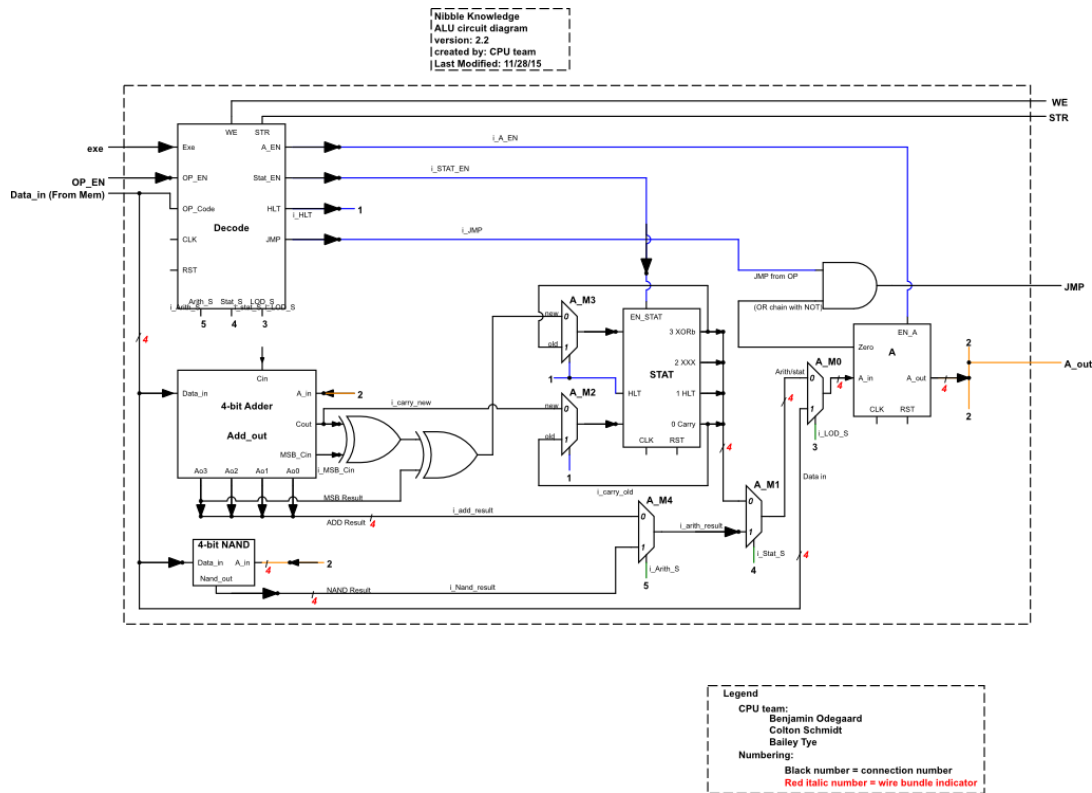 Nibble Knowledge
ALU circuit diagram
version: 2.2
created by: CPU team
Last Modified: 11/28/15
WE
STR
exe
OP_EN
Data_in (From Mem)
WE STR
Exe A_EN
OP_EN Stat_EN
OP_Code HLT
Decode
CLK JMP
RST
Arith_S Stat_S LOD_S
5 4 3
i_A_EN
i_STAT_EN
i_HLT 1
i_JMP
JMP from OP
(OR chain with NOT)
JMP
4
Cin
Data_in A_in 2
4-bit Adder
Cout
Add_out
MSB_Cin
Ao3 Ao2 Ao1 Ao0
i_carry_new
i_MSB_Cin
MSB Result
ADD Result 4
i_add_result
A_M3
new 0
old 1
1
A_M2
new 0
old 1
1
i_carry_old
EN_STAT
3 XORb
2 XXX
STAT
HLT 1 HLT
0 Carry
CLK RST
4
A_M4
0
1
i_Arith_S
5
i_arith_result
A_M1
0
1
i_Stat_S
4
Arith/stat
4
A_M0
0
1
i_LOD_S
3
Data in
4
4
EN_A
Zero A
A_in A_out
CLK RST
4
2
A_out
2
4-bit NAND
Data_in A_in
Nand_out
4 2
NAND Result
4
i_Nand_result
Legend
CPU team:
Benjamin Odegaard
Colton Schmidt
Bailey Tye
Numbering:
Black number = connection number
Red italic number = wire bundle indicator